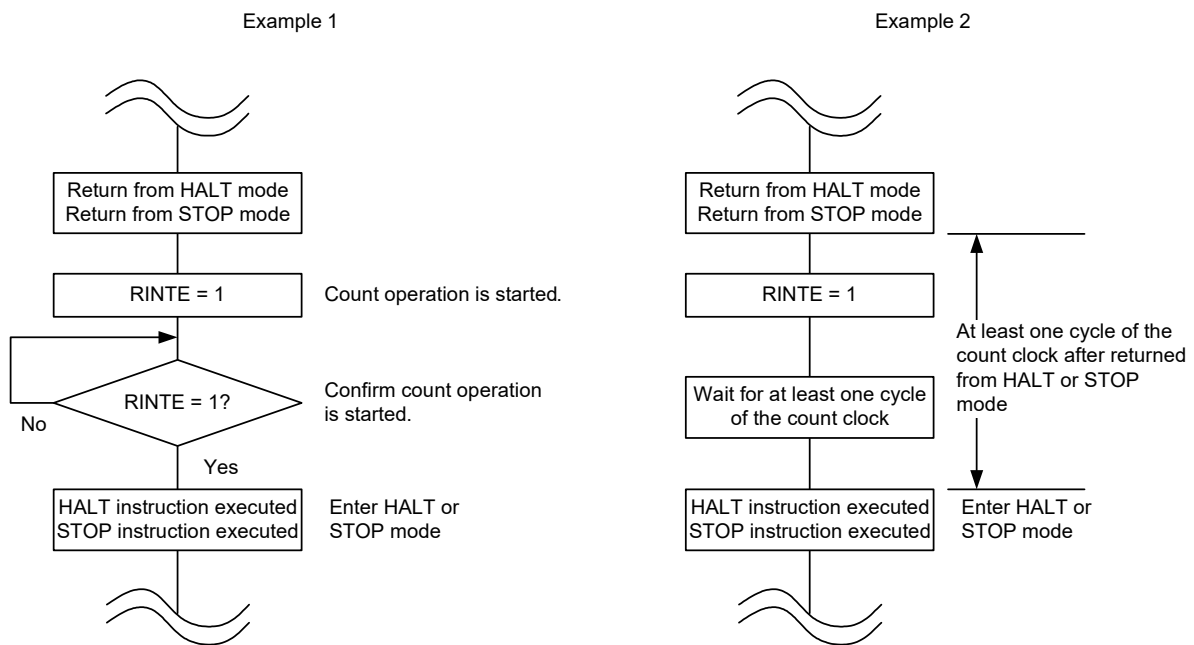 Example 1
Return from HALT mode
Return from STOP mode
RINTE = 1
Count operation is started.
RINTE = 1?
Confirm count operation
is started.
No
Yes
HALT instruction executed
STOP instruction executed
Enter HALT or
STOP mode
Example 2
Return from HALT mode
Return from STOP mode
RINTE = 1
At least one cycle of the
count clock after returned
from HALT or STOP
mode
Wait for at least one cycle
of the count clock
HALT instruction executed
STOP instruction executed
Enter HALT or
STOP mode